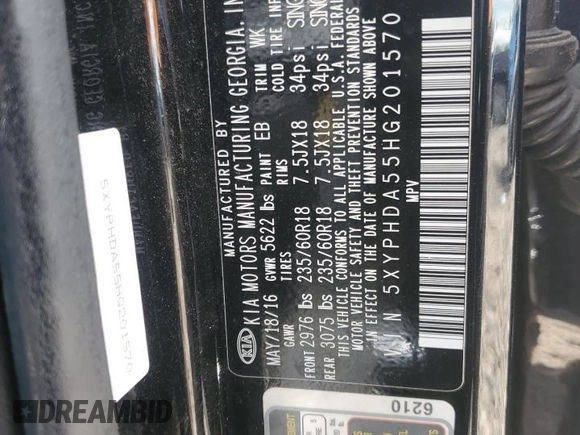 MANUFACTURED BY
KIA MOTORS MANUFACTURING GEORGIA, IN
KIA
MAY/18/16 GVWR 5622 lbs PAINT EB TRIM WK
GAWR TIRES RIMS COLD TIRE INF
FRONT 2976 lbs 235/60R18 7.5JX18 34psi SING
REAR 3075 lbs 235/60R18 7.5JX18 34psi SING
THIS VEHICLE CONFORMS TO ALL APPLICABLE U.S.A. FEDERAL
MOTOR VEHICLE SAFETY AND THEFT PREVENTION STANDARDS
IN EFFECT ON THE DATE OF MANUFACTURE SHOWN ABOVE
N 5XYPHDA55HG201570
MPV
5XYPHDA55HG201570
6210
DREAMBID